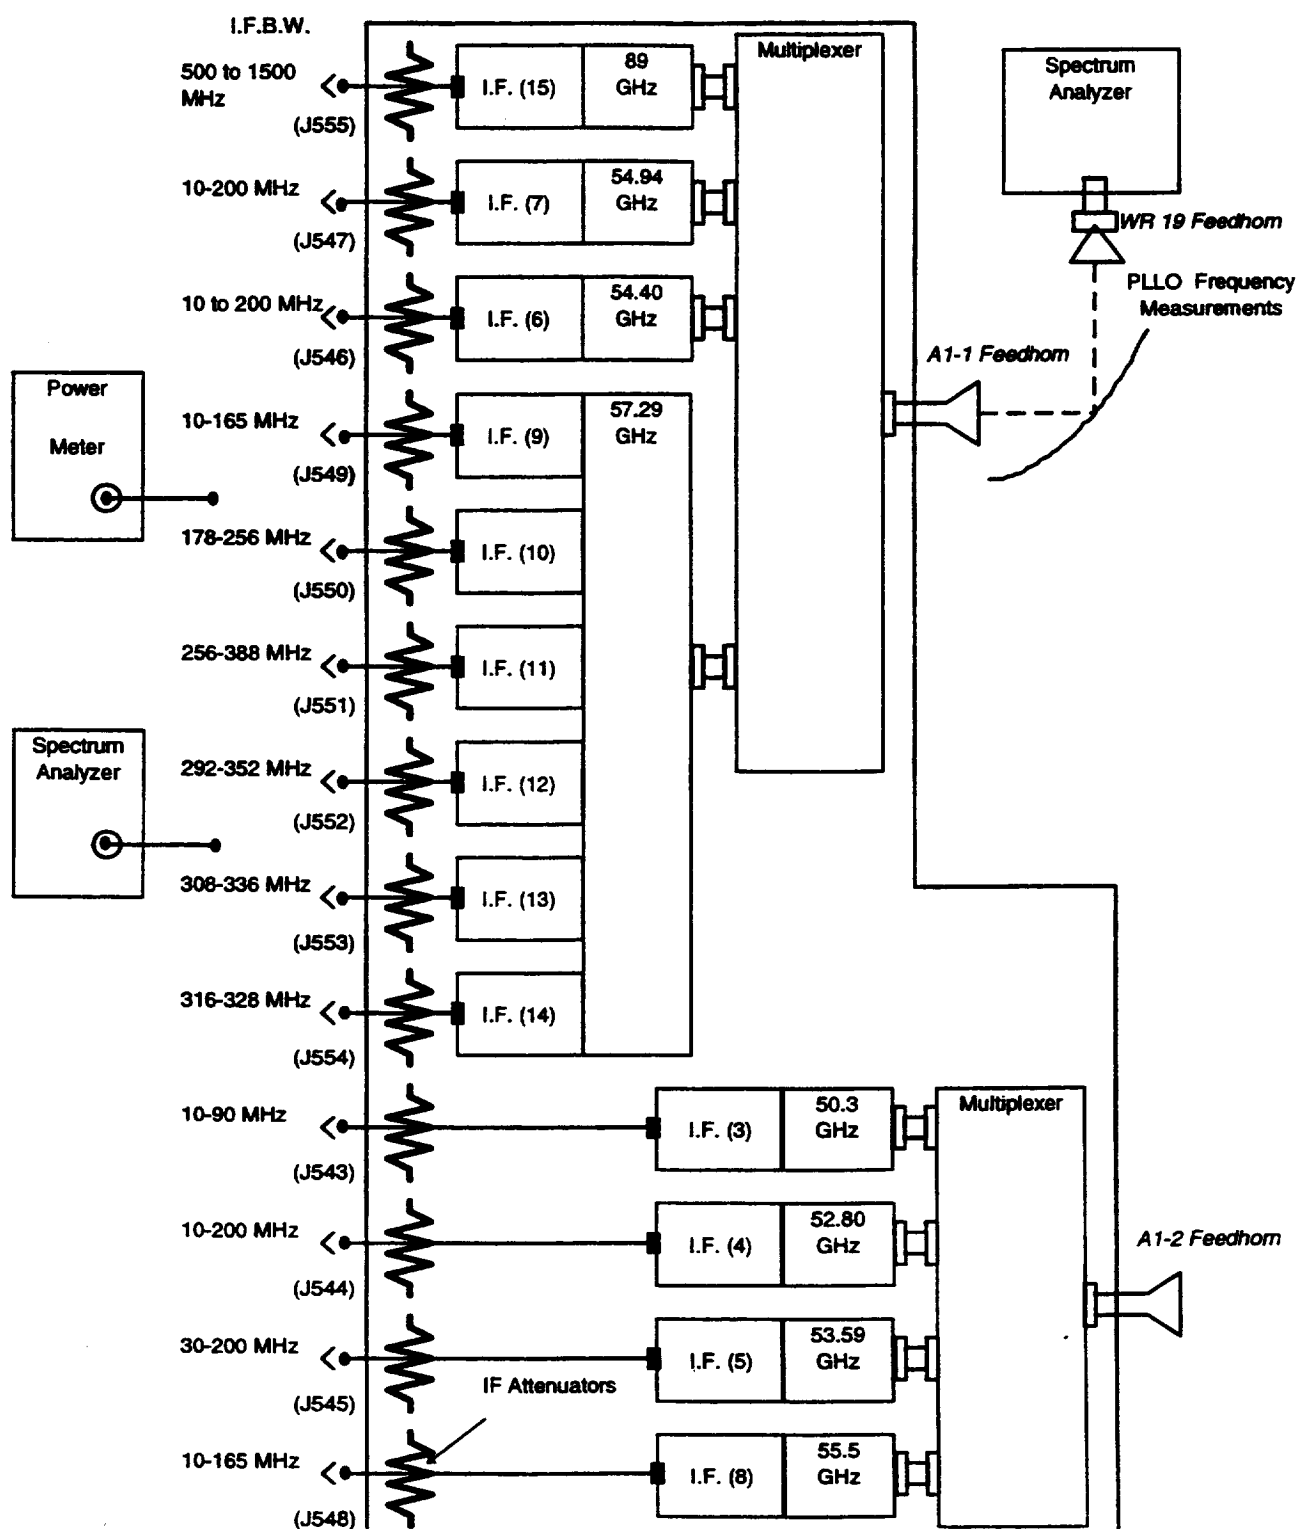 I.F.B.W.
500 to 1500
MHz
(J555)
I.F. (15)
89
GHz
Multiplexer
Spectrum
Analyzer
10-200 MHz
(J547)
I.F. (7)
54.94
GHz
WR 19 Feedhorn
PLLO Frequency
Measurements
10 to 200 MHz
(J546)
I.F. (6)
54.40
GHz
A1-1 Feedhorn
Power
Meter
10-165 MHz
(J549)
I.F. (9)
57.29
GHz
178-256 MHz
(J550)
I.F. (10)
256-388 MHz
(J551)
I.F. (11)
Spectrum
Analyzer
292-352 MHz
(J552)
I.F. (12)
308-336 MHz
(J553)
I.F. (13)
316-328 MHz
(J554)
I.F. (14)
10-90 MHz
(J543)
I.F. (3)
50.3
GHz
Multiplexer
10-200 MHz
(J544)
I.F. (4)
52.80
GHz
A1-2 Feedhorn
30-200 MHz
(J545)
I.F. (5)
53.59
GHz
IF Attenuators
10-165 MHz
(J548)
I.F. (8)
55.5
GHz